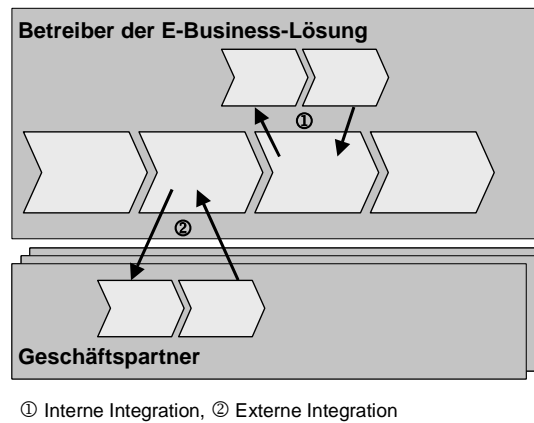 Betreiber der E-Business-Lösung
①
②
Geschäftspartner
① Interne Integration, ② Externe Integration